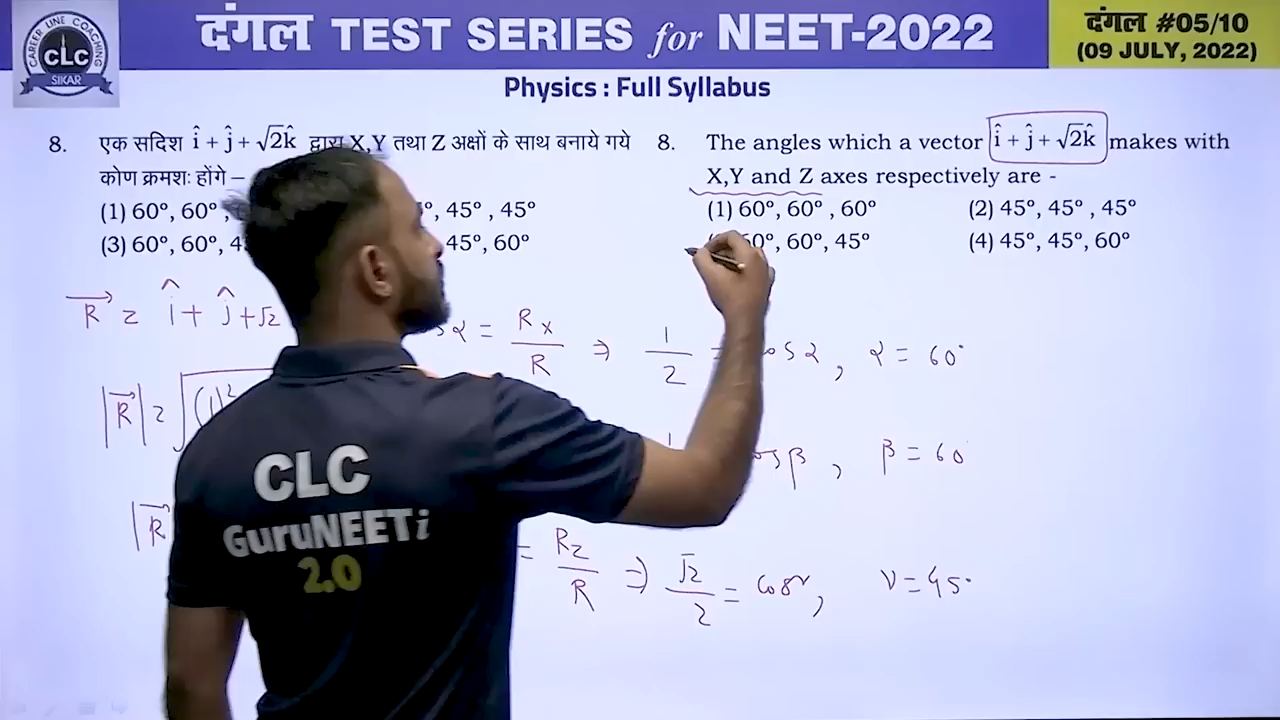 CAREER LINE COACHING
CLC
SIKAR
दंगल TEST SERIES for NEET-2022
दंगल #05/10
(09 JULY, 2022)
Physics : Full Syllabus
8. एक सदिश î + ĵ + √2k̂ द्वारा X,Y तथा Z अक्षों के साथ बनाये गये
कोण क्रमशः होंगे –
(1) 60°, 60° , 45° , 45°
(3) 60°, 60°, 45°, 60°
8. The angles which a vector î + ĵ + √2k̂ makes with
X,Y and Z axes respectively are -
(1) 60°, 60° , 60° (2) 45°, 45° , 45°
60°, 60°, 45° (4) 45°, 45°, 60°
R⃗ = î + ĵ + √2
α = Rx/R ⇒ 1/2 = cos α , α = 60°
|R⃗| = √(1)²
β , β = 60
|R⃗
= Rz/R ⇒ √2/2 = cos γ , γ = 45°
CLC
GuruNEETi
2.0